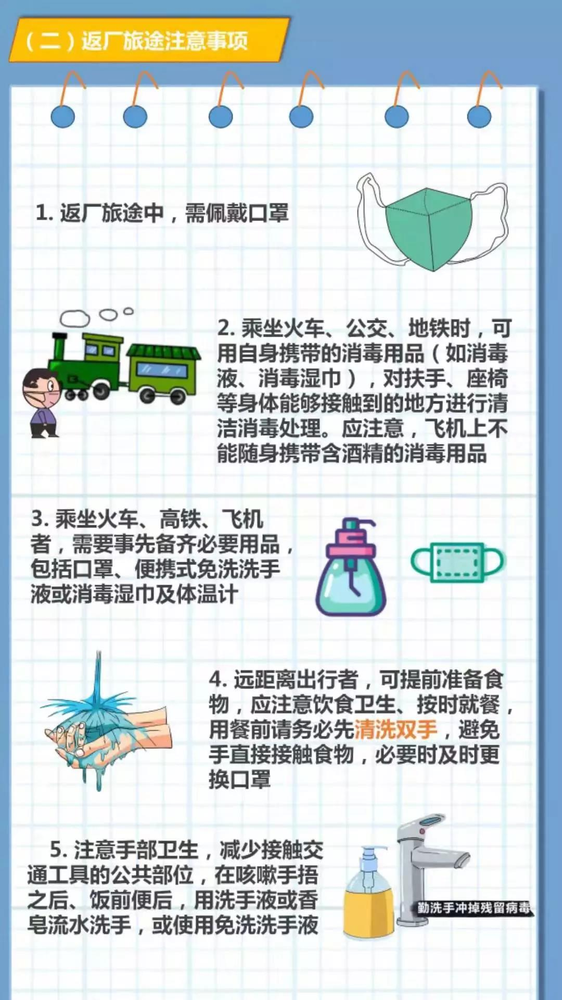 （二）返厂旅途注意事项
1. 返厂旅途中，需佩戴口罩
2. 乘坐火车、公交、地铁时，可
用自身携带的消毒用品（如消毒
液、消毒湿巾），对扶手、座椅
等身体能够接触到的地方进行清
洁消毒处理。应注意，飞机上不
能随身携带含酒精的消毒用品
3. 乘坐火车、高铁、飞机
者，需要事先备齐必要用品，
包括口罩、便携式免洗洗手
液或消毒湿巾及体温计
4. 远距离出行者，可提前准备食
物，应注意饮食卫生、按时就餐，
用餐前请务必先清洗双手，避免
手直接接触食物，必要时及时更
换口罩
5. 注意手部卫生，减少接触交
通工具的公共部位，在咳嗽手捂
之后、饭前便后，用洗手液或香
皂流水洗手，或使用免洗洗手液
勤洗手冲掉残留病毒